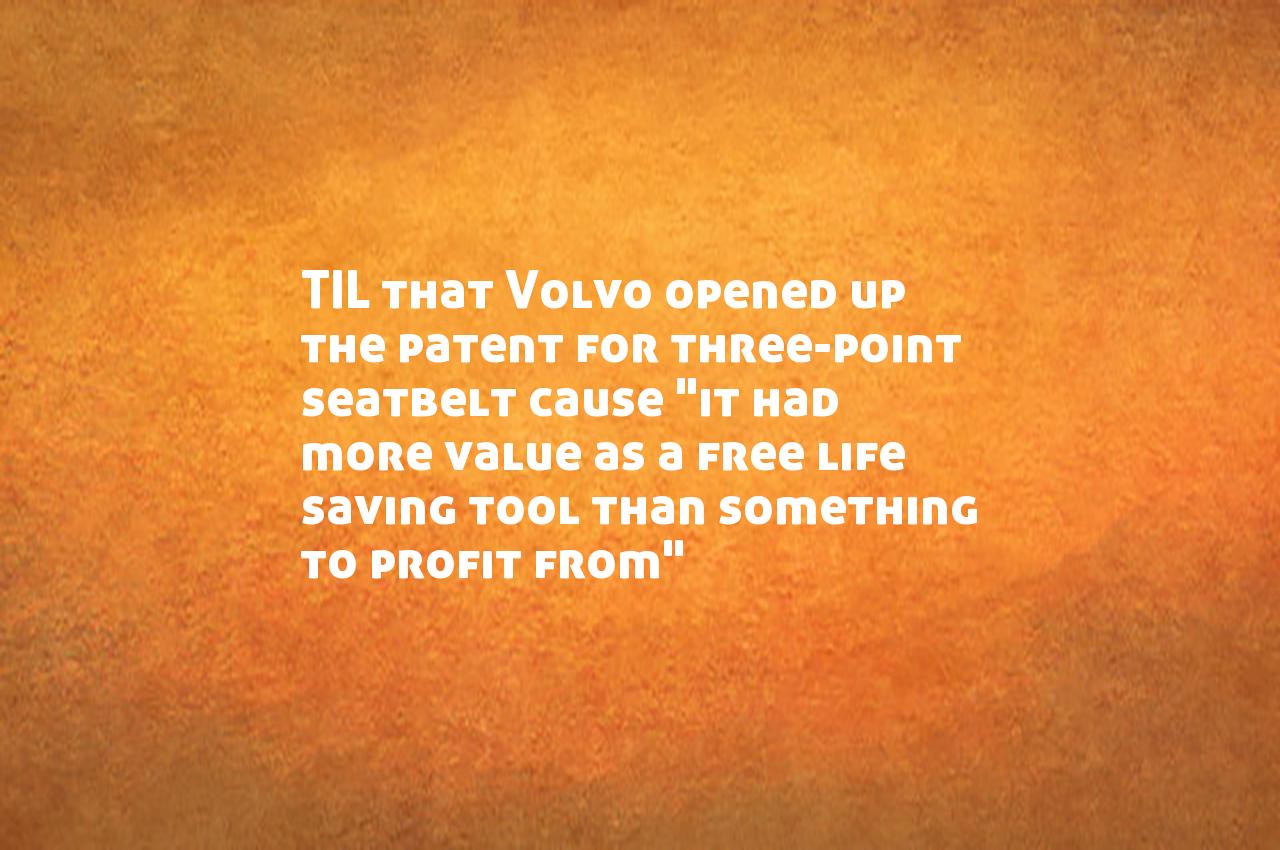 TIL that Volvo opened up
the patent for three-point
seatbelt cause "it had
more value as a free life
saving tool than something
to profit from"